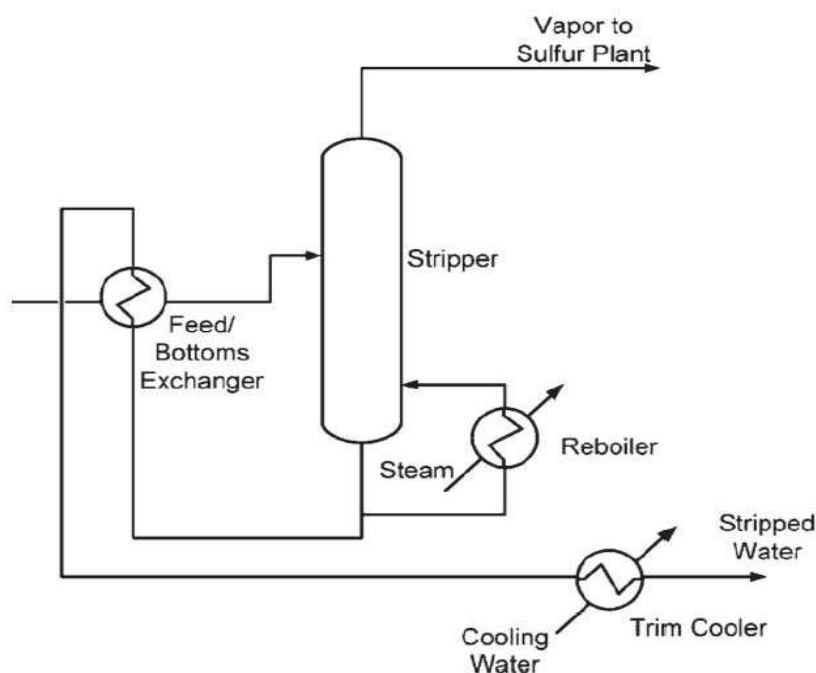 Vapor to
Sulfur Plant
Stripper
Feed/
Bottoms
Exchanger
Steam
Reboiler
Stripped
Water
Cooling
Water
Trim Cooler